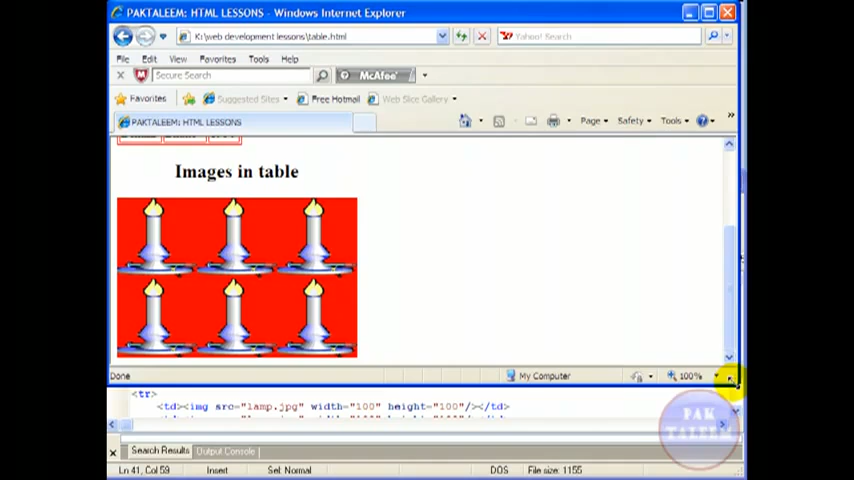 PAKTALEEM: HTML LESSONS - Windows Internet Explorer
K:\web development lessons\table.html
Yahoo! Search
File Edit View Favorites Tools Help
Secure Search
McAfee
Favorites Suggested Sites Free Hotmail Web Slice Gallery
PAKTALEEM: HTML LESSONS
Page Safety Tools
Images in table
Done My Computer 100%
<tr>
<td><img src="lamp.jpg" width="100" height="100"/></td>
PAK
TALEEM
Search Results Output Console
Ln 41, Col 59 Insert Sel: Normal DOS File size: 1155